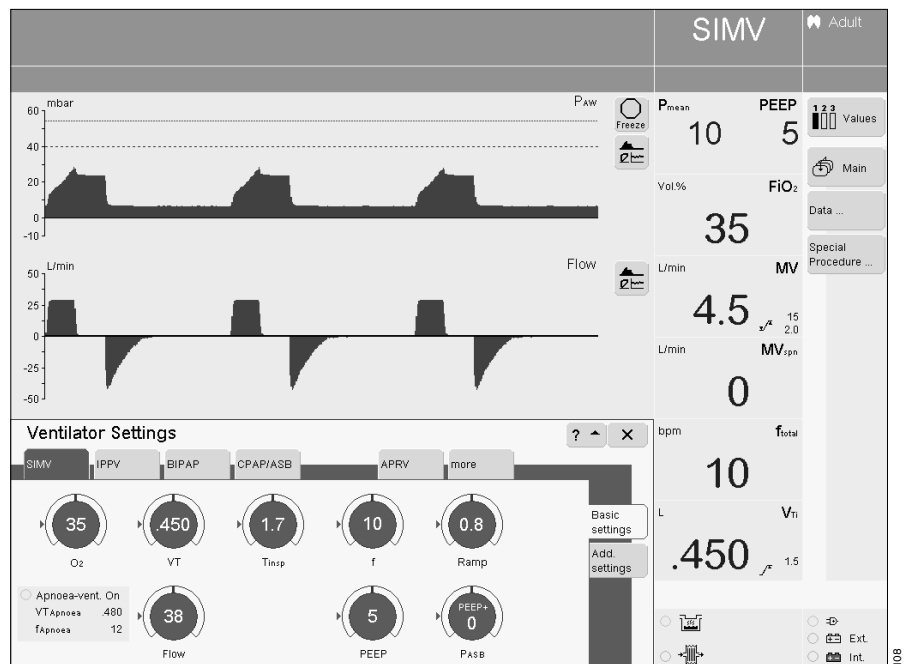 SIMV
Adult
mbar
PAW
60
40
20
0
-10
Freeze
L/min
Flow
50
25
0
-25
-50
Pmean PEEP
10 5
Vol.% FiO2
35
L/min MV
4.5 15
2.0
L/min MVspn
0
bpm ftotal
10
L VTi
.450 1.5
1 2 3
Values
Main
Data ...
Special
Procedure ...
Ventilator Settings ?
SIMV IPPV BIPAP CPAP/ASB APRV more
35 .450 1.7 10 0.8
O2 VT Tinsp f Ramp
Basic
settings
Add.
settings
Apnoea-vent. On
VTApnoea .480
fApnoea 12
38 5 PEEP+
0
Flow PEEP PASB
Ext.
Int.